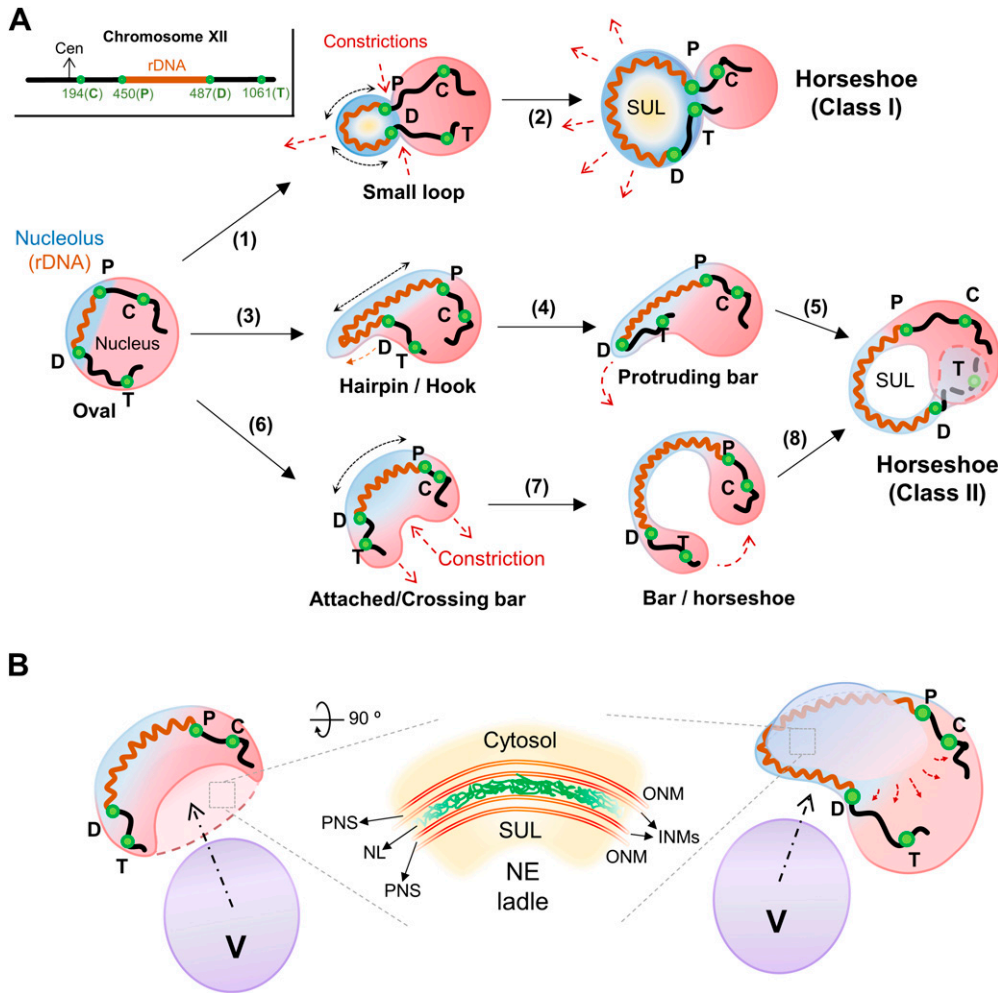 A
Chromosome XII
Cen
rDNA
194(C)
450(P)
487(D)
1061(T)
Constrictions
P
C
D
T
Small loop
(2)
P
C
SUL
T
D
Horseshoe
(Class I)
(1)
Nucleolus
(rDNA)
P
C
Nucleus
D
T
Oval
(3)
P
C
D
T
Hairpin / Hook
(4)
P
C
D
T
Protruding bar
(5)
P
C
SUL
T
D
Horseshoe
(Class II)
(6)
P
C
D
T
Constriction
Attached/Crossing bar
(7)
P
C
D
T
Bar / horseshoe
(8)
B
P
C
D
T
V
90 º
Cytosol
ONM
PNS
INMs
NL
SUL
ONM
PNS
NE
ladle
P
C
D
T
V